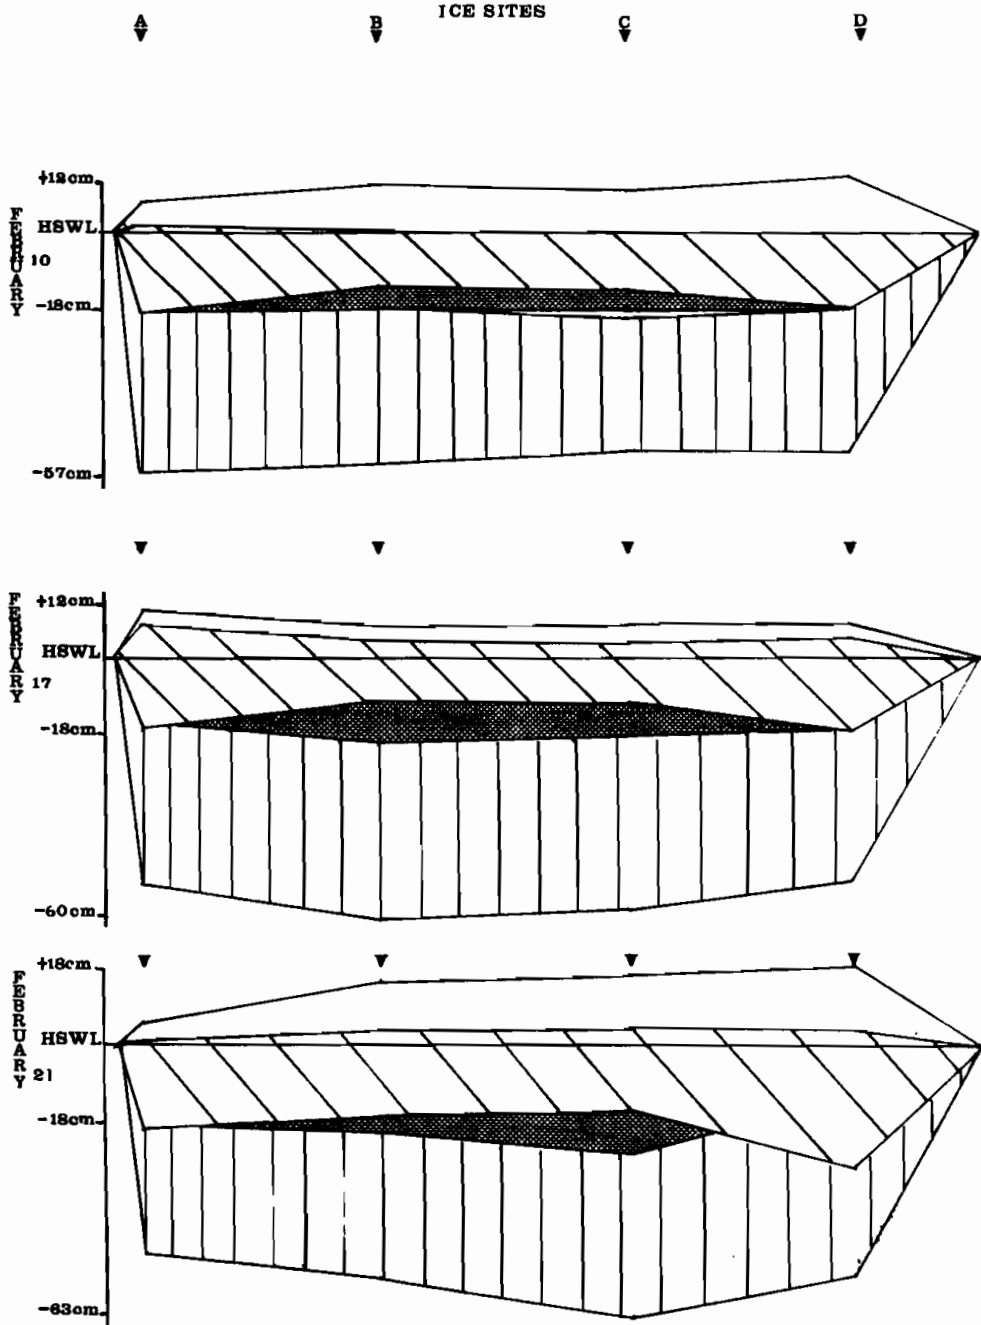 ICE SITES
A B C D
FEBRUARY 10
+12cm
HSWL
-18cm
-57cm
FEBRUARY 17
+12cm
HSWL
-18cm
-60cm
FEBRUARY 21
+18cm
HSWL
-18cm
-63cm